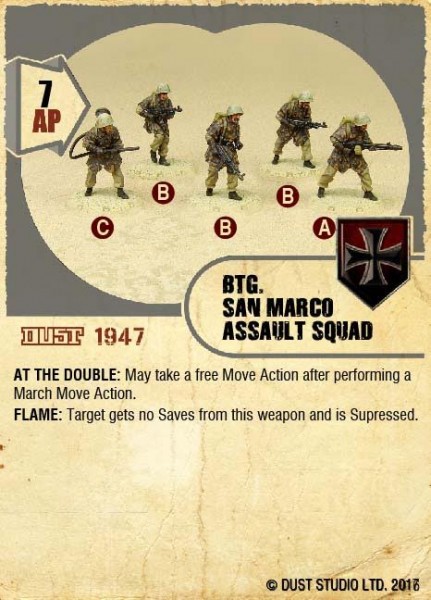 7
AP
B
B
C
B
A
BTG.
SAN MARCO
ASSAULT SQUAD
DUST 1947
AT THE DOUBLE: May take a free Move Action after performing a
March Move Action.
FLAME: Target gets no Saves from this weapon and is Supressed.
© DUST STUDIO LTD.